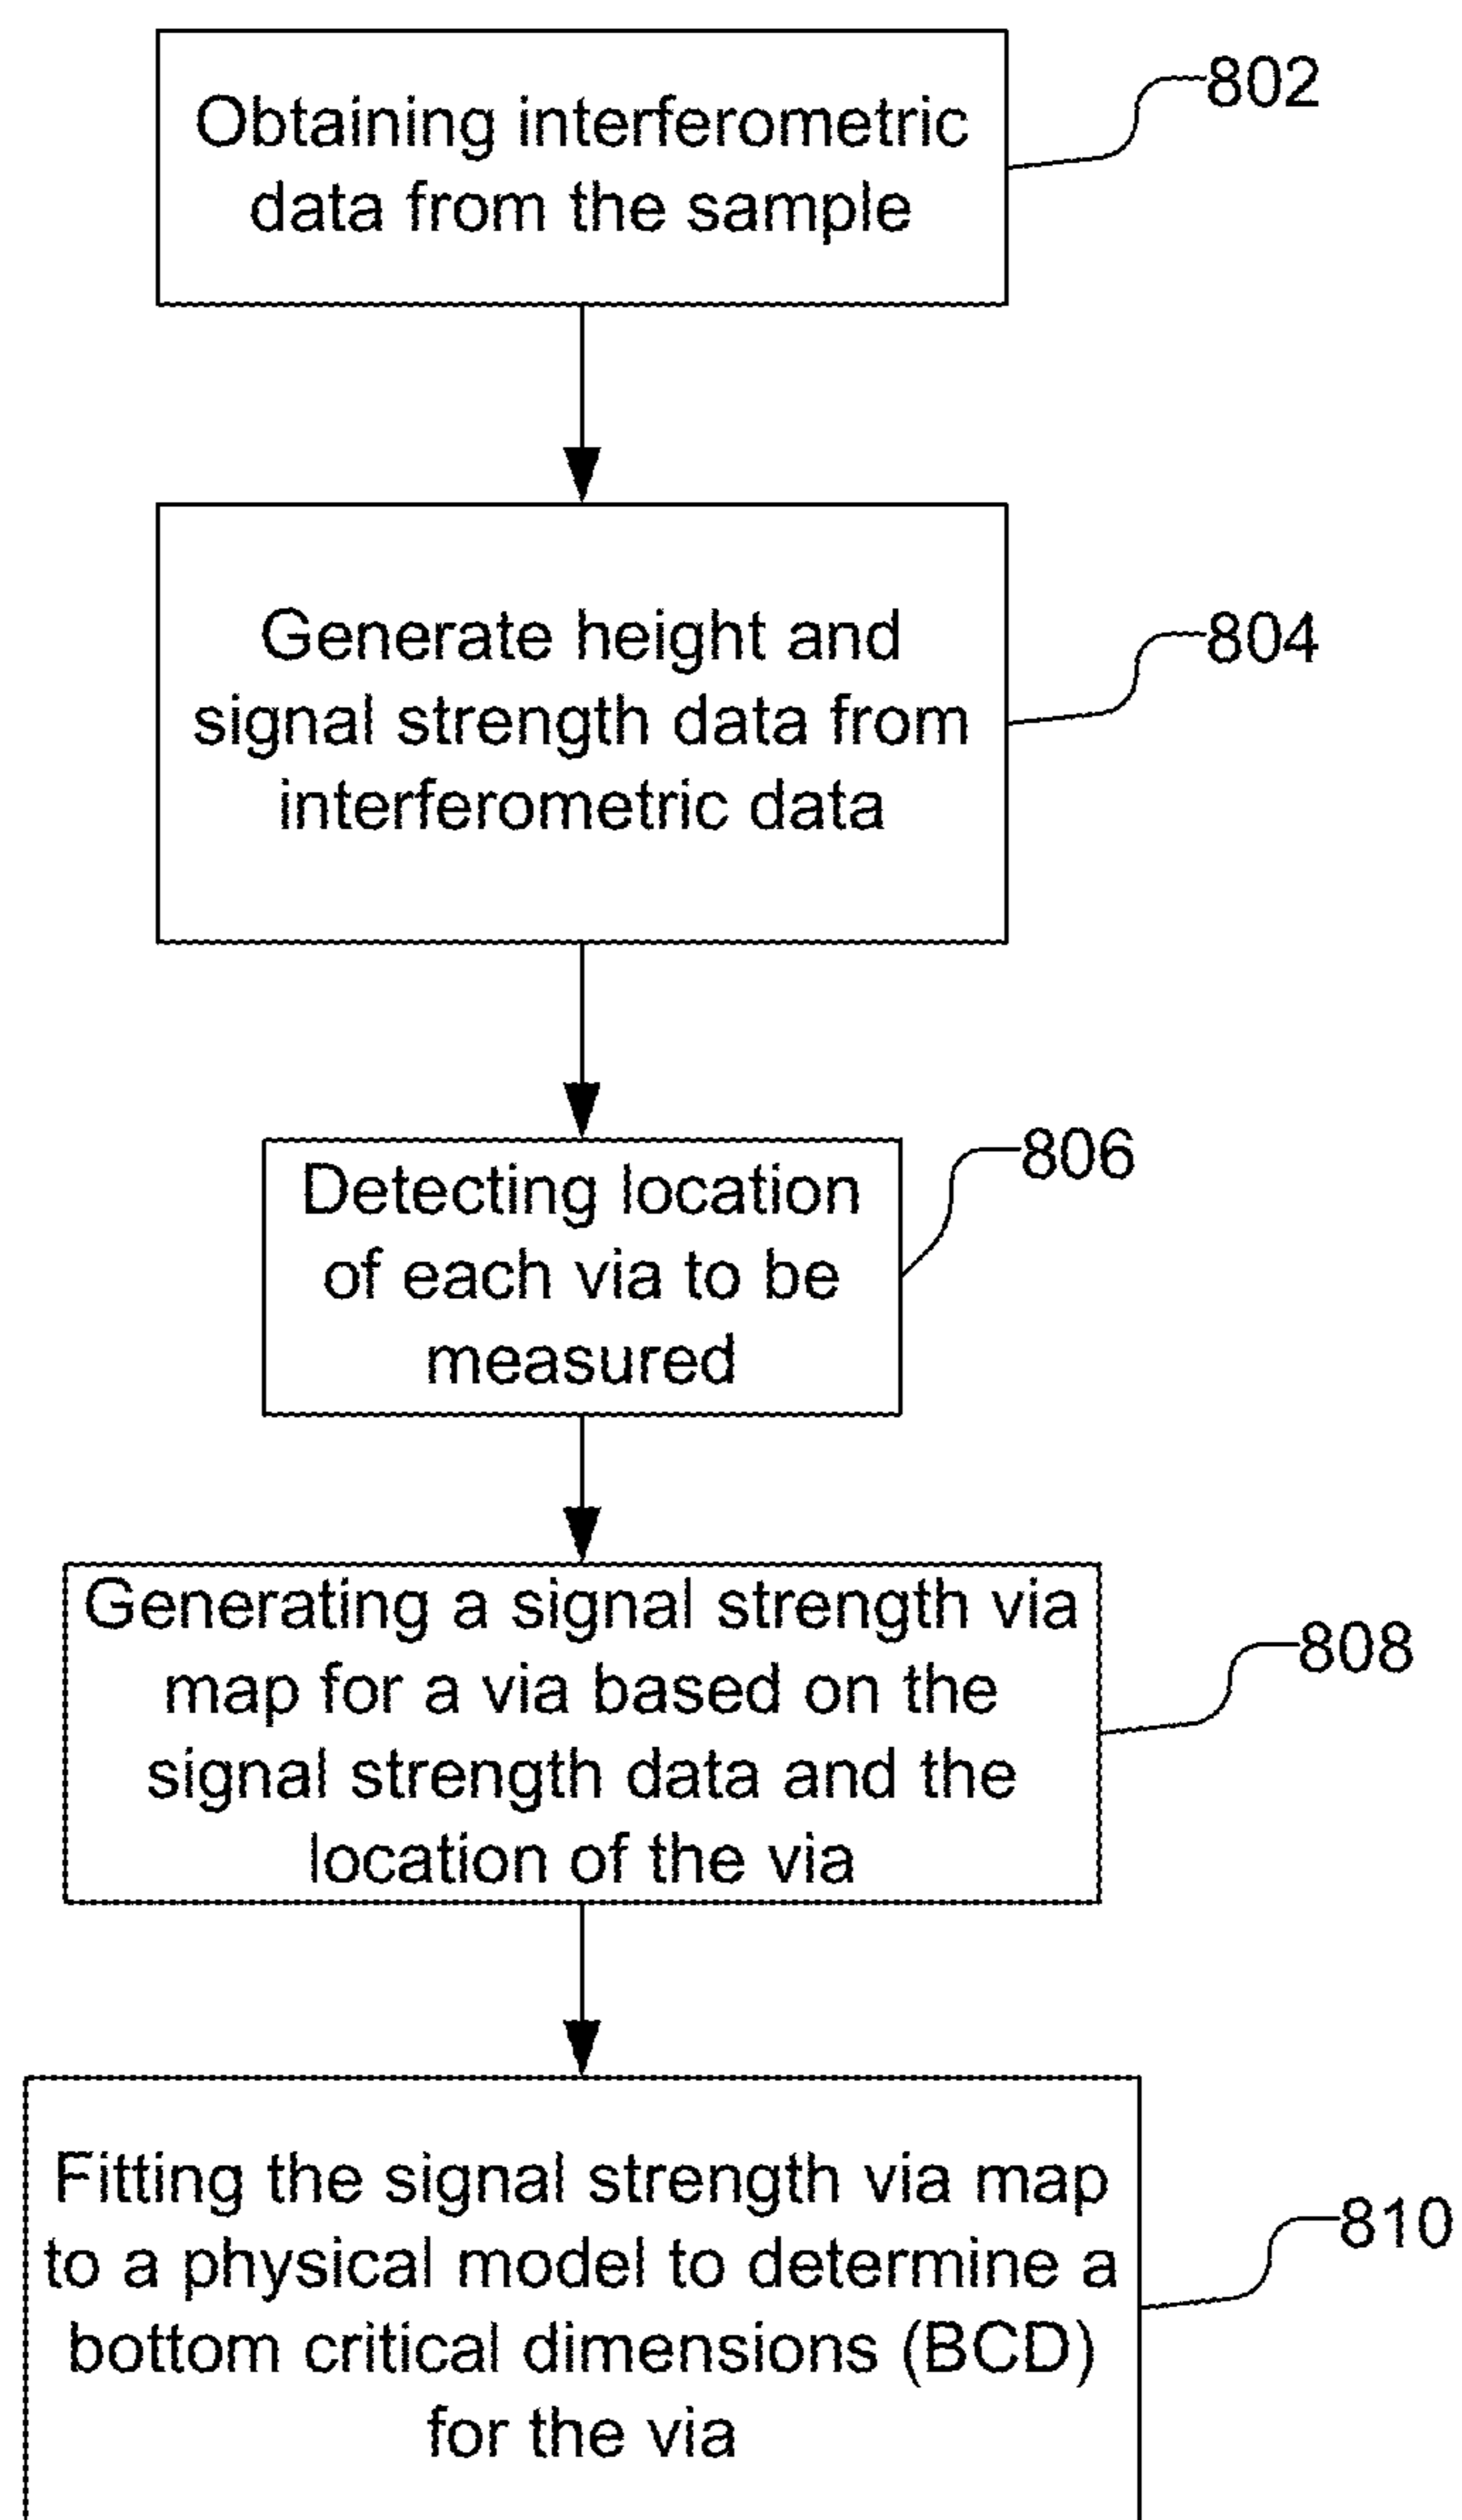 Obtaining interferometric
data from the sample
802
Generate height and
signal strength data from
interferometric data
804
Detecting location
of each via to be
measured
806
Generating a signal strength via
map for a via based on the
signal strength data and the
location of the via
808
Fitting the signal strength via map
to a physical model to determine a
bottom critical dimensions (BCD)
for the via
810